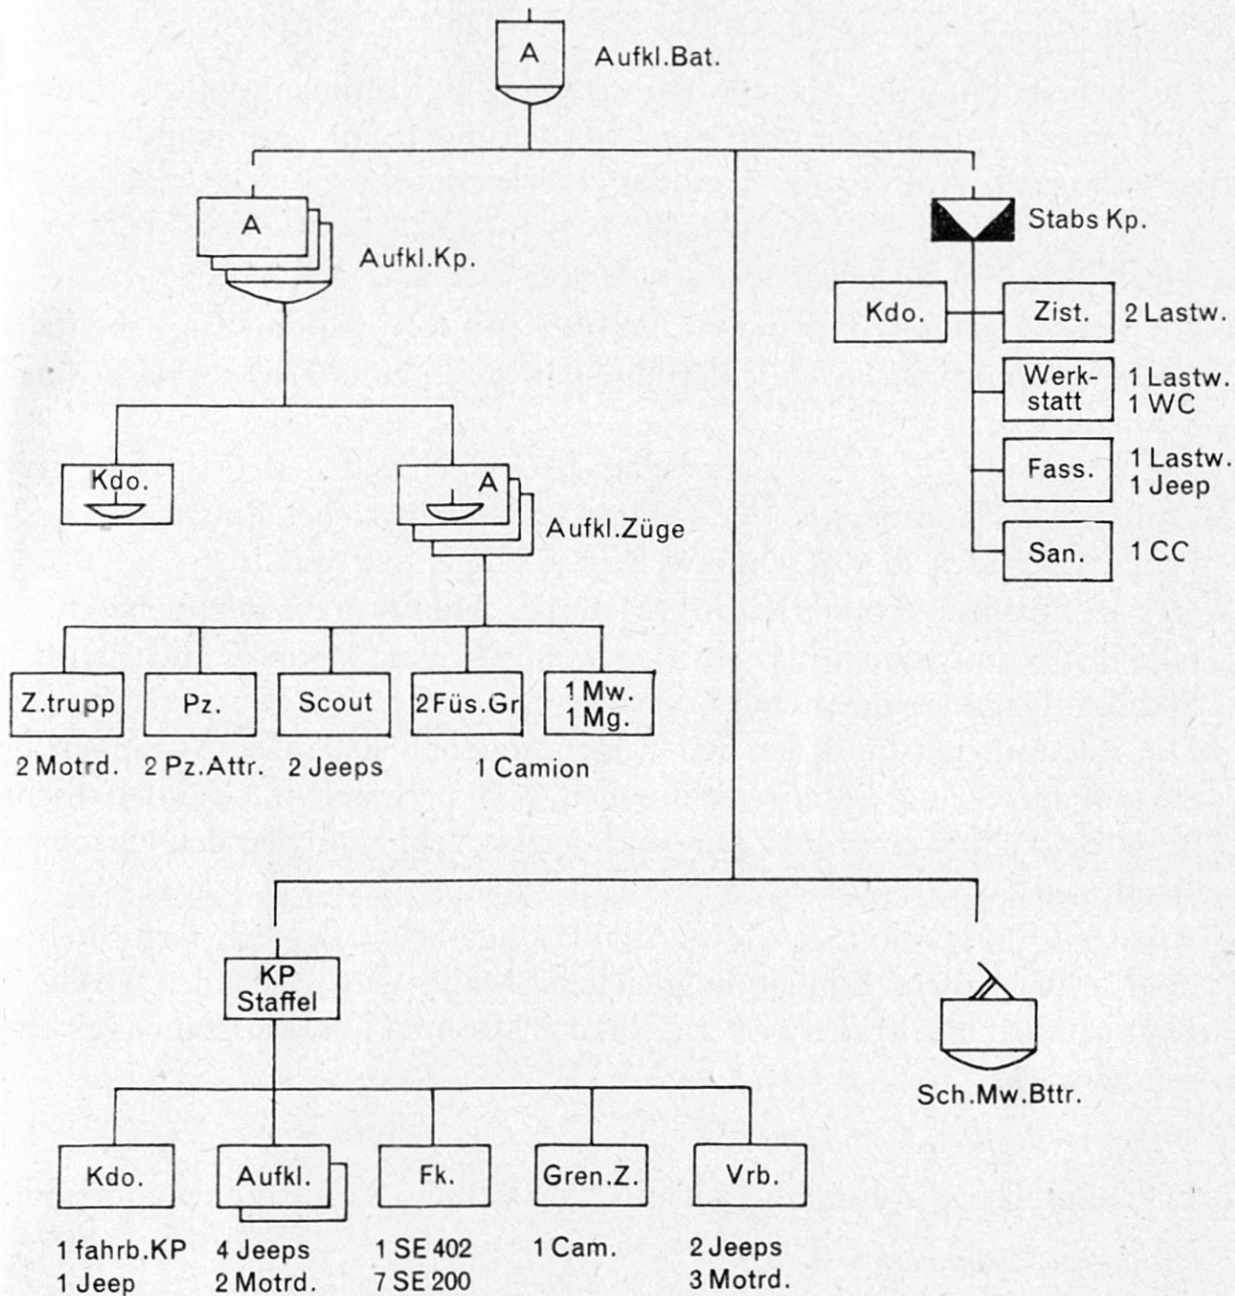 A
Aufkl.Bat.
A
Aufkl.Kp.
Stabs Kp.
Kdo.
Zist.
2 Lastw.
Werk-
statt
1 Lastw.
1 WC
Fass.
1 Lastw.
1 Jeep
San.
1 CC
Kdo.
A
Aufkl.Züge
Z.trupp
Pz.
Scout
2 Füs.Gr
1 Mw.
1 Mg.
2 Motrd.
2 Pz.Attr.
2 Jeeps
1 Camion
KP
Staffel
Sch.Mw.Bttr.
Kdo.
Aufkl.
Fk.
Gren.Z.
Vrb.
1 fahrb.KP
1 Jeep
4 Jeeps
2 Motrd.
1 SE 402
7 SE 200
1 Cam.
2 Jeeps
3 Motrd.